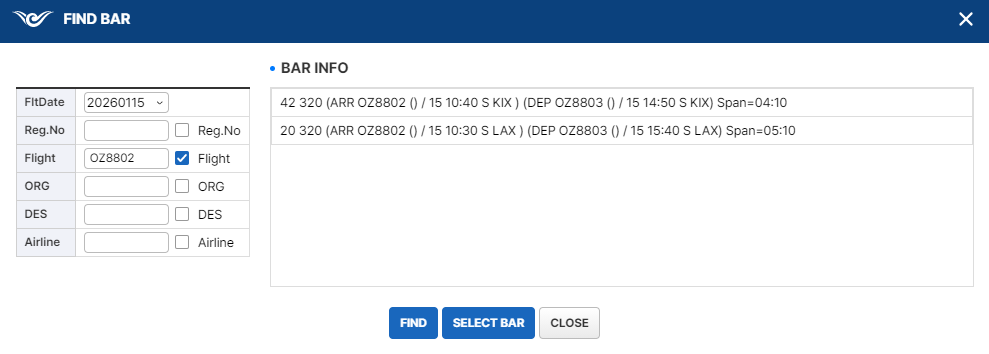 FIND BAR
FltDate 20260115
Reg.No Reg.No
Flight OZ8802 Flight
ORG ORG
DES DES
Airline Airline
BAR INFO
42 320 (ARR OZ8802 () / 15 10:40 S KIX ) (DEP OZ8803 () / 15 14:50 S KIX) Span=04:10
20 320 (ARR OZ8802 () / 15 10:30 S LAX ) (DEP OZ8803 () / 15 15:40 S LAX) Span=05:10
FIND SELECT BAR CLOSE